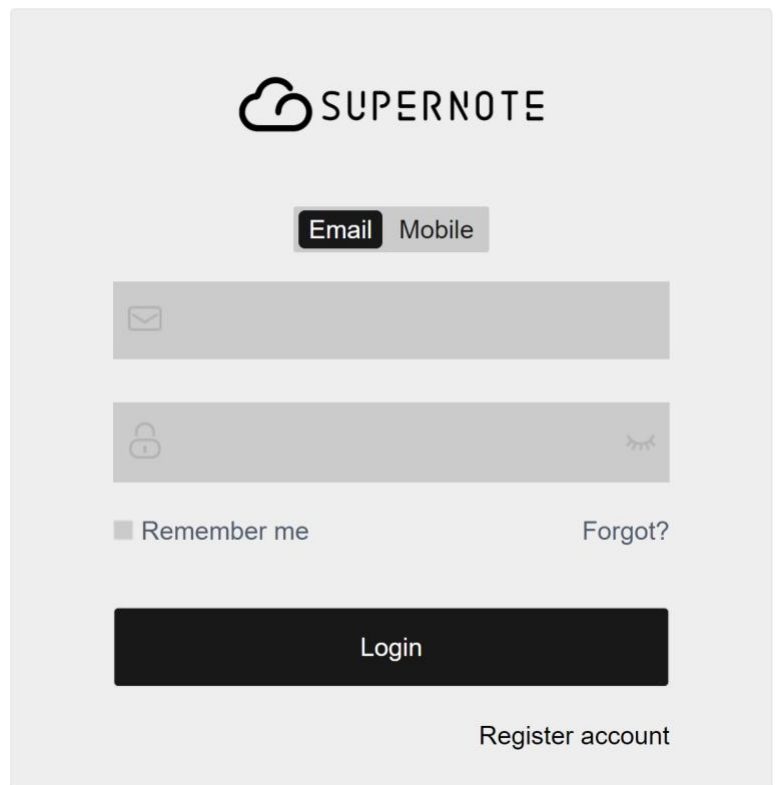 SUPERNOTE
Email Mobile
Remember me Forgot?
Login
Register account